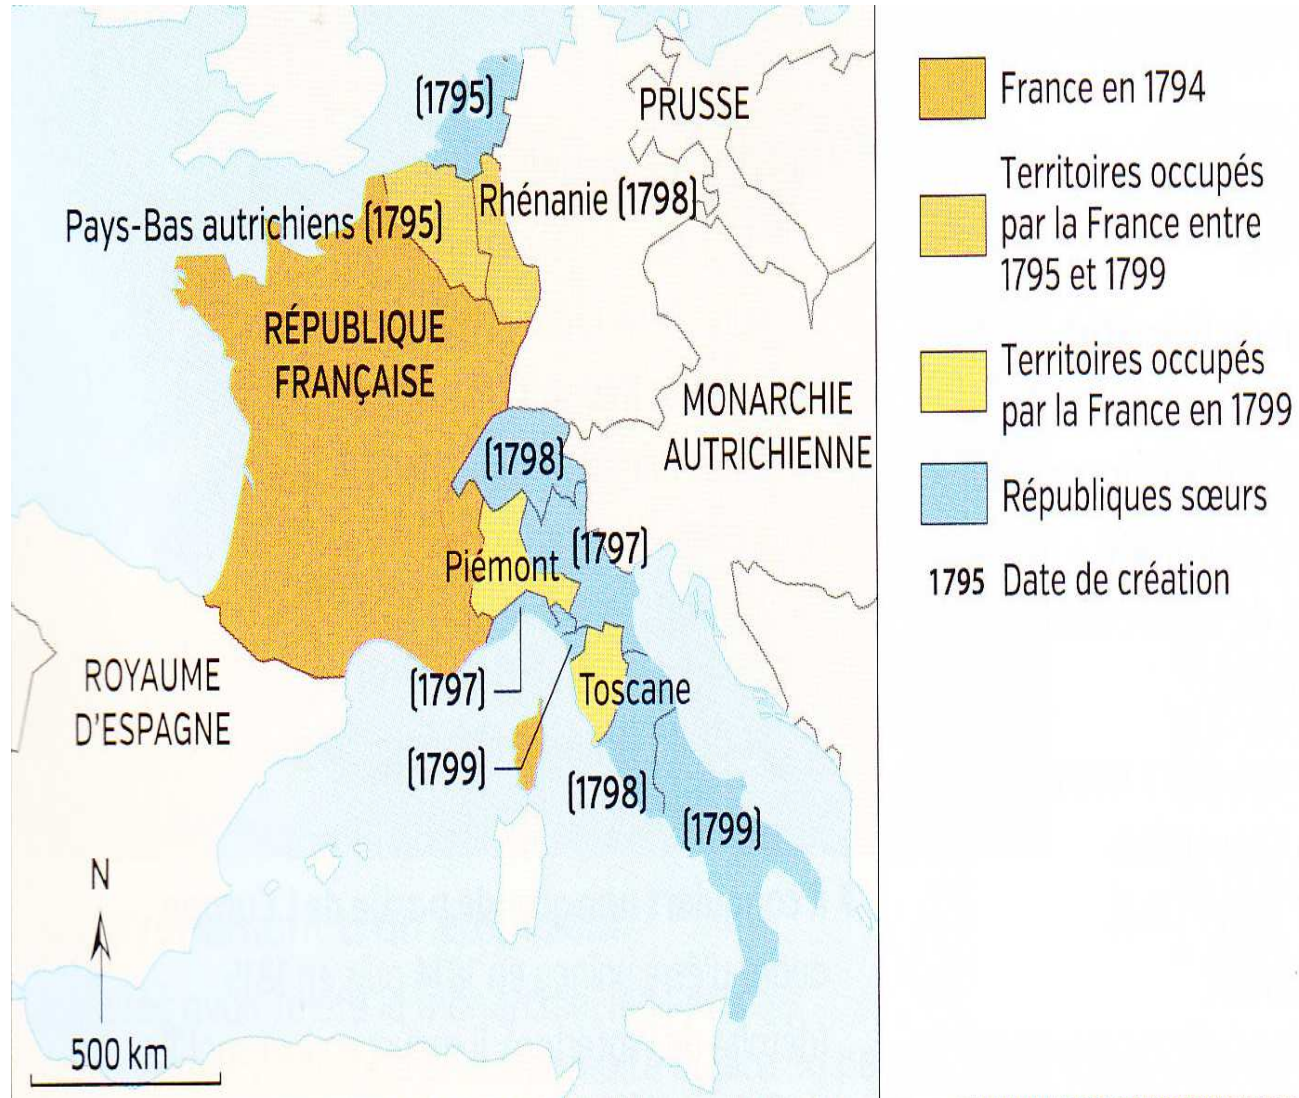 (1795)
PRUSSE
Pays-Bas autrichiens (1795)
Rhénanie (1798)
RÉPUBLIQUE
FRANÇAISE
MONARCHIE
AUTRICHIENNE
(1798)
(1797)
Piémont
ROYAUME
D'ESPAGNE
(1797)
Toscane
(1799)
(1798)
(1799)
N
500 km
France en 1794
Territoires occupés
par la France entre
1795 et 1799
Territoires occupés
par la France en 1799
Républiques sœurs
1795 Date de création